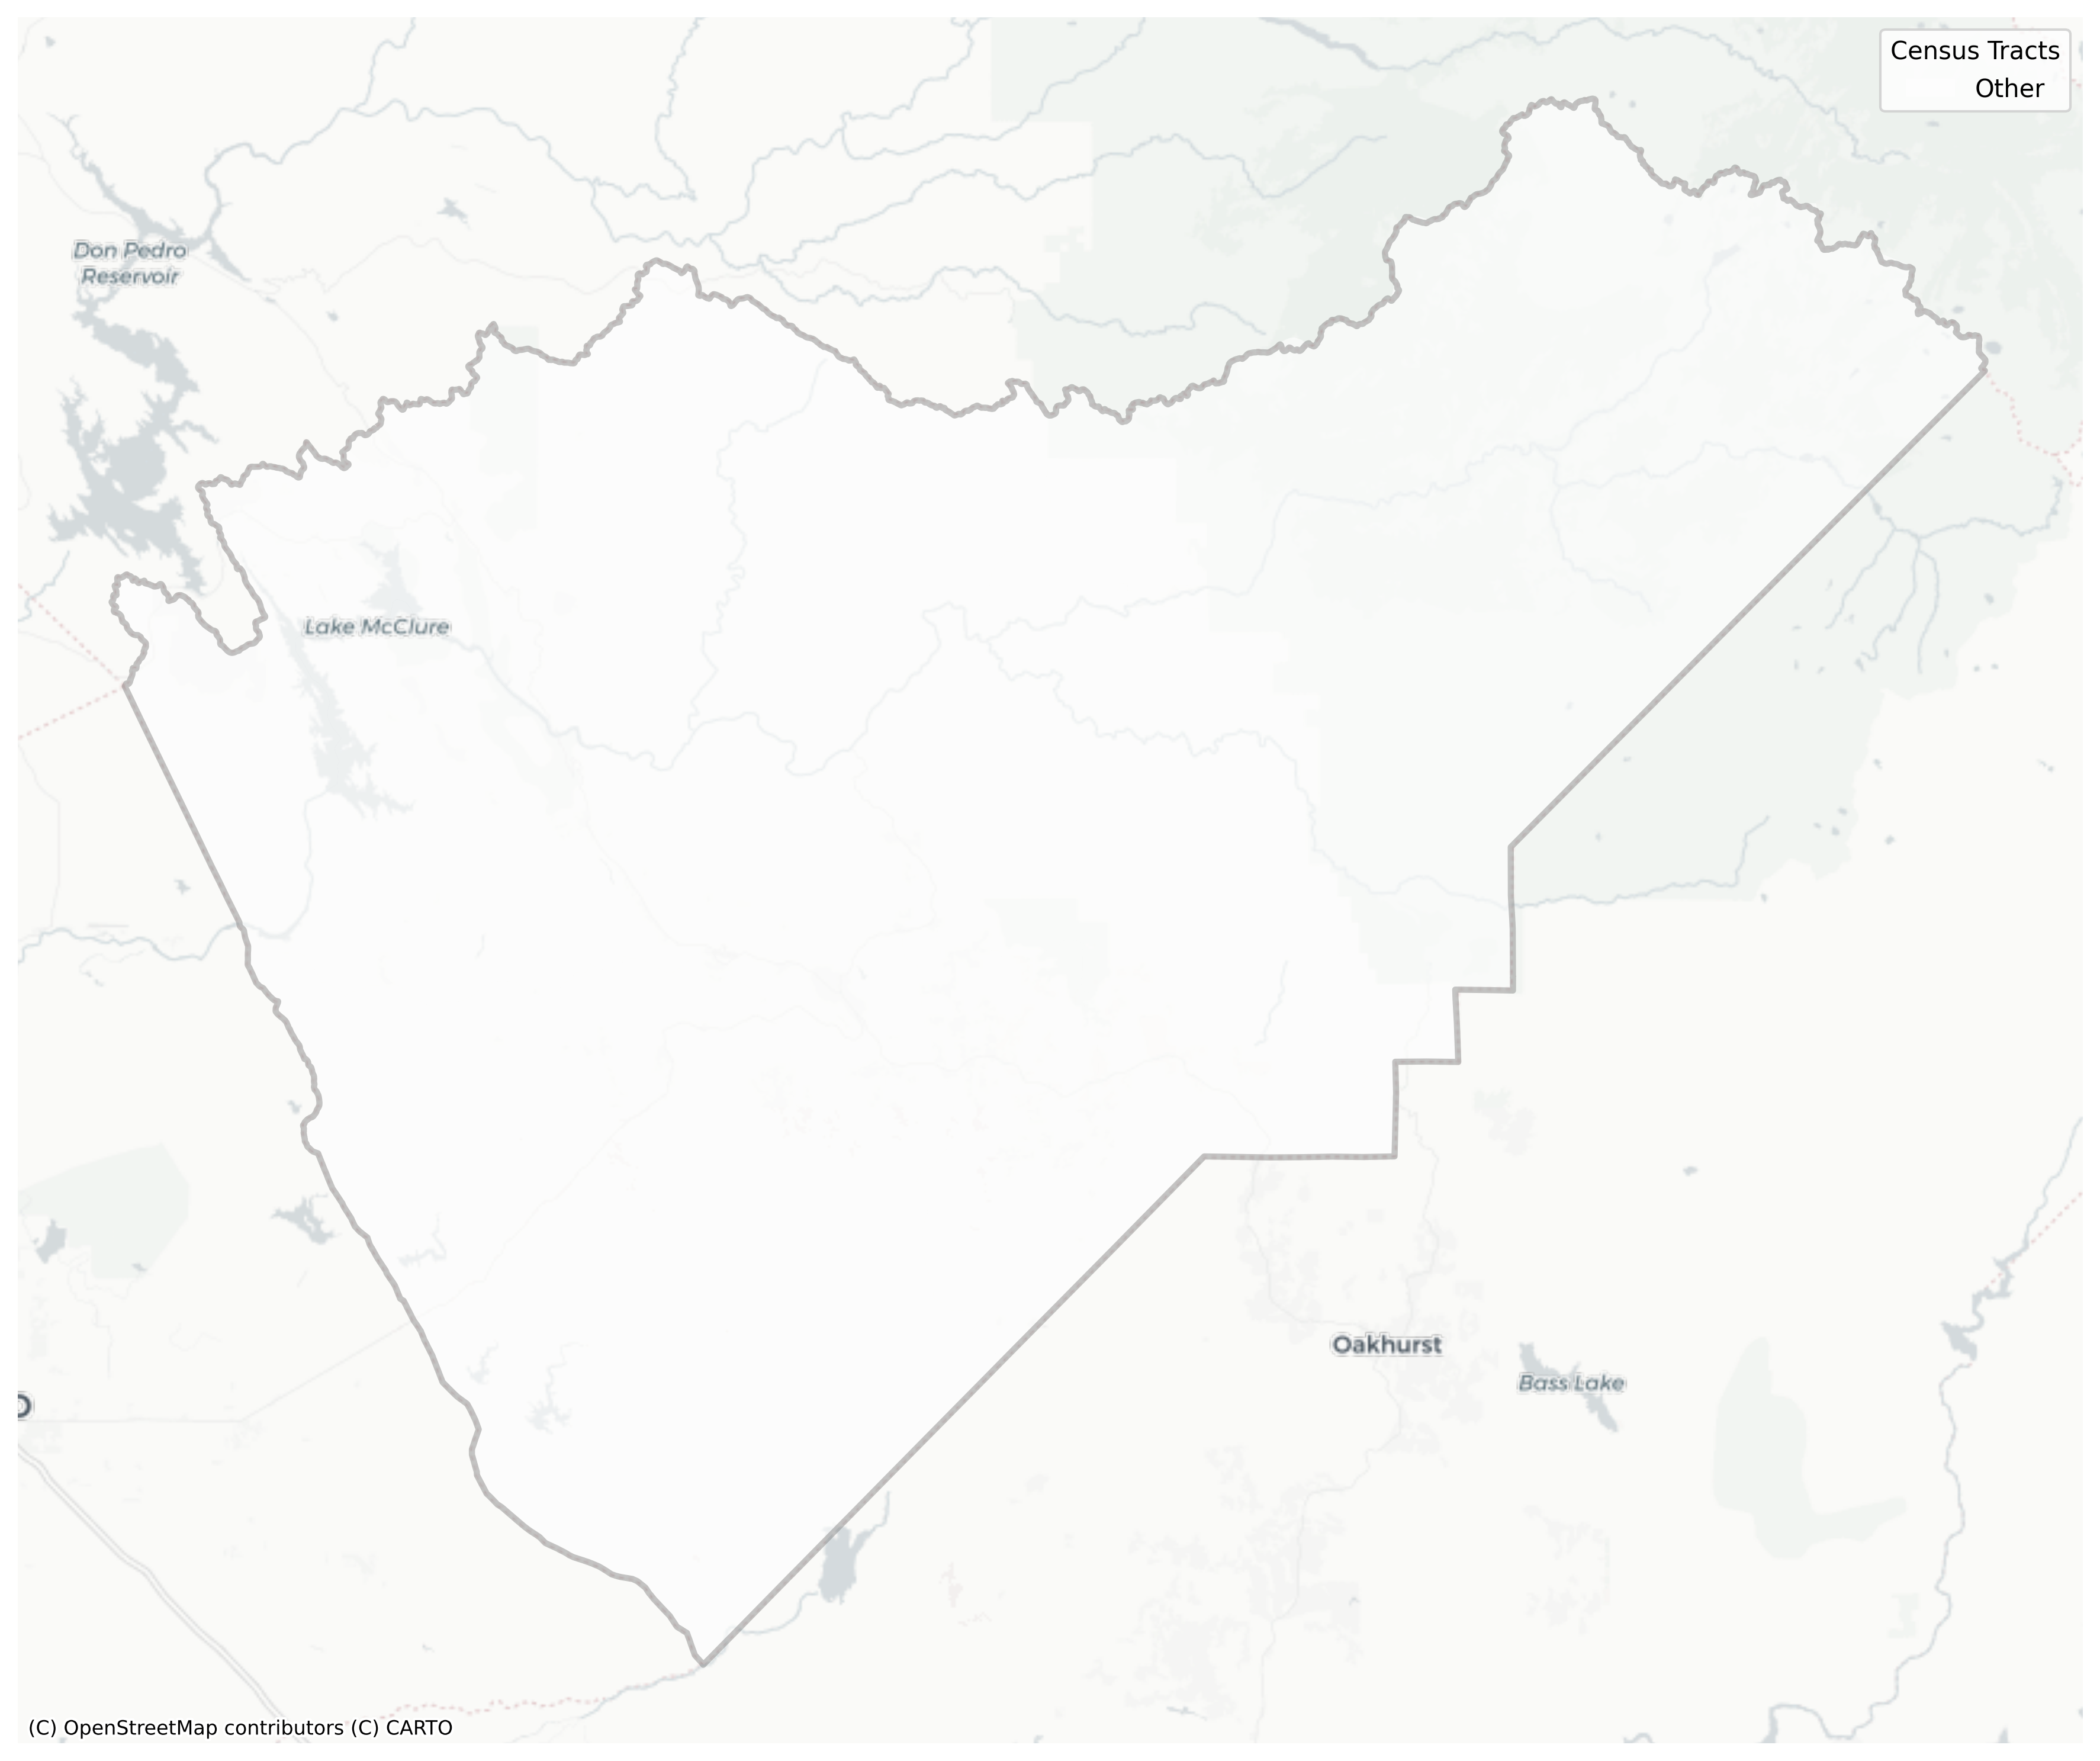 Census Tracts
Other
Don Pedro
Reservoir
Lake McClure
Oakhurst
Bass Lake
(C) OpenStreetMap contributors (C) CARTO